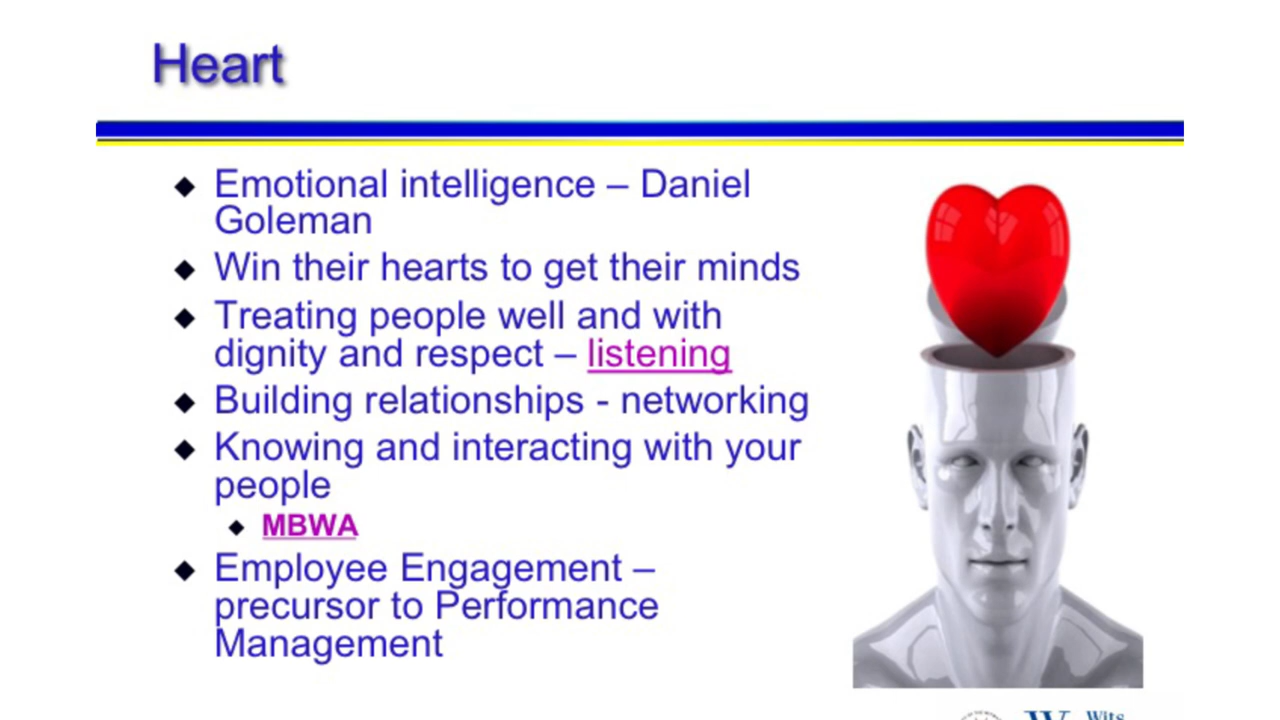 Heart
◆ Emotional intelligence – Daniel
Goleman
◆ Win their hearts to get their minds
◆ Treating people well and with
dignity and respect – listening
◆ Building relationships - networking
◆ Knowing and interacting with your
people
◆ MBWA
◆ Employee Engagement –
precursor to Performance
Management
W Wits